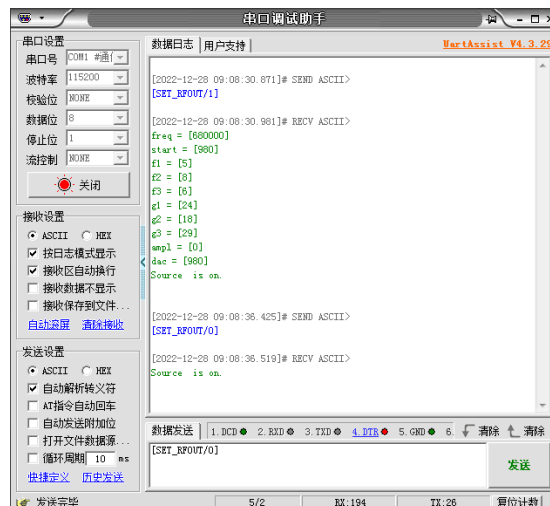 串口调试助手
串口设置
串口号 COM1 #通(
波特率 115200
校验位 NONE
数据位 8
停止位 1
流控制 NONE
关闭
接收设置
ASCII HEX
按日志模式显示
接收区自动换行
接收数据不显示
接收保存到文件...
自动滚屏 清除接收
发送设置
ASCII HEX
自动解析转义符
AT指令自动回车
自动发送附加位
打开文件数据源...
循环周期 10 ms
快捷定义 历史发送
数据日志 用户支持 UartAssist V4.3.29
[2022-12-28 09:08:30.871]# SEND ASCII>
[SET_RFOUT/1]
[2022-12-28 09:08:30.981]# RECV ASCII>
freq = [680000]
start = [980]
f1 = [5]
f2 = [8]
f3 = [6]
g1 = [24]
g2 = [18]
g3 = [29]
ampl = [0]
dac = [980]
Source is on.
[2022-12-28 09:08:36.425]# SEND ASCII>
[SET_RFOUT/0]
[2022-12-28 09:08:36.519]# RECV ASCII>
Source is on.
数据发送 1.DCD 2.RXD 3.TXD 4.DTR 5.GND 6. 清除 清除
[SET_RFOUT/0]
发送
发送完毕 5/2 RX:194 TX:26 复位计数